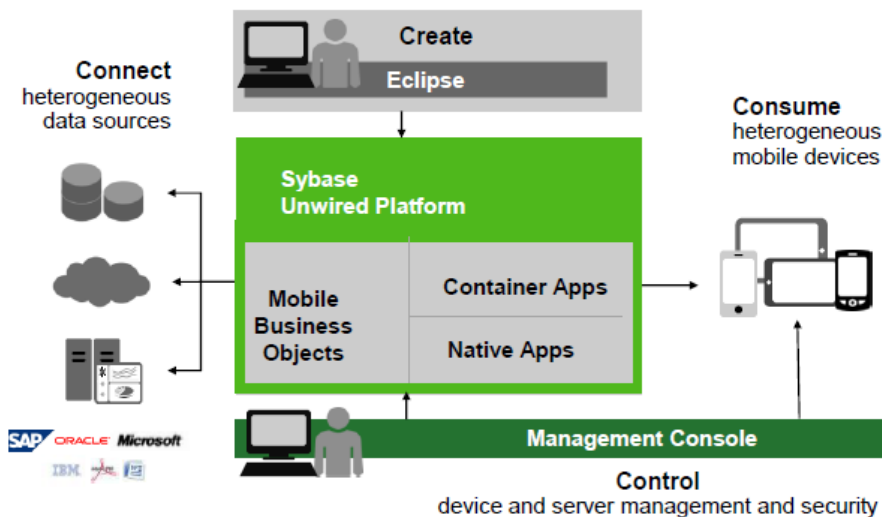 Create
Eclipse
Connect
heterogeneous
data sources
Consume
heterogeneous
mobile devices
Sybase
Unwired Platform
Mobile
Business
Objects
Container Apps
Native Apps
SAP ORACLE Microsoft
IBM
Management Console
Control
device and server management and security